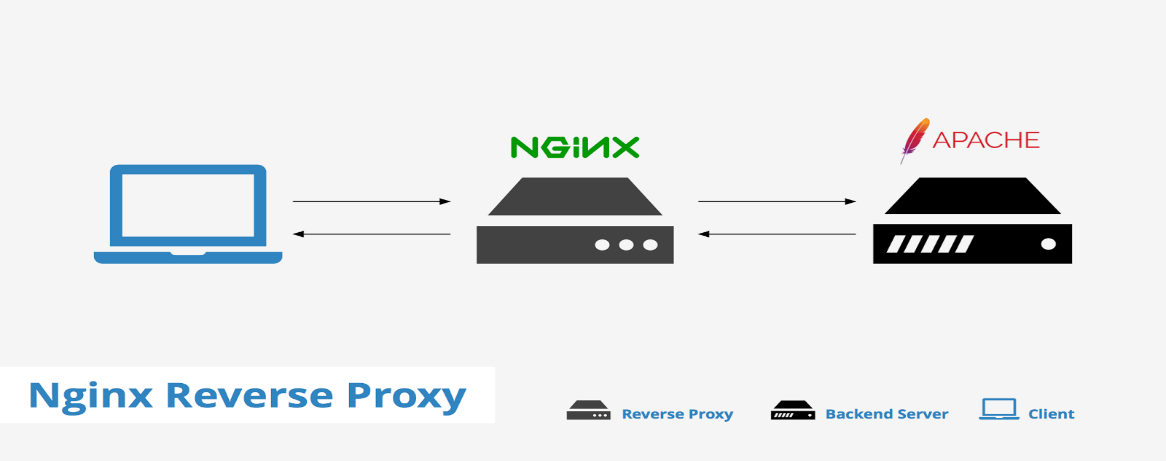 NGiNX
APACHE
Nginx Reverse Proxy
Reverse Proxy
Backend Server
Client